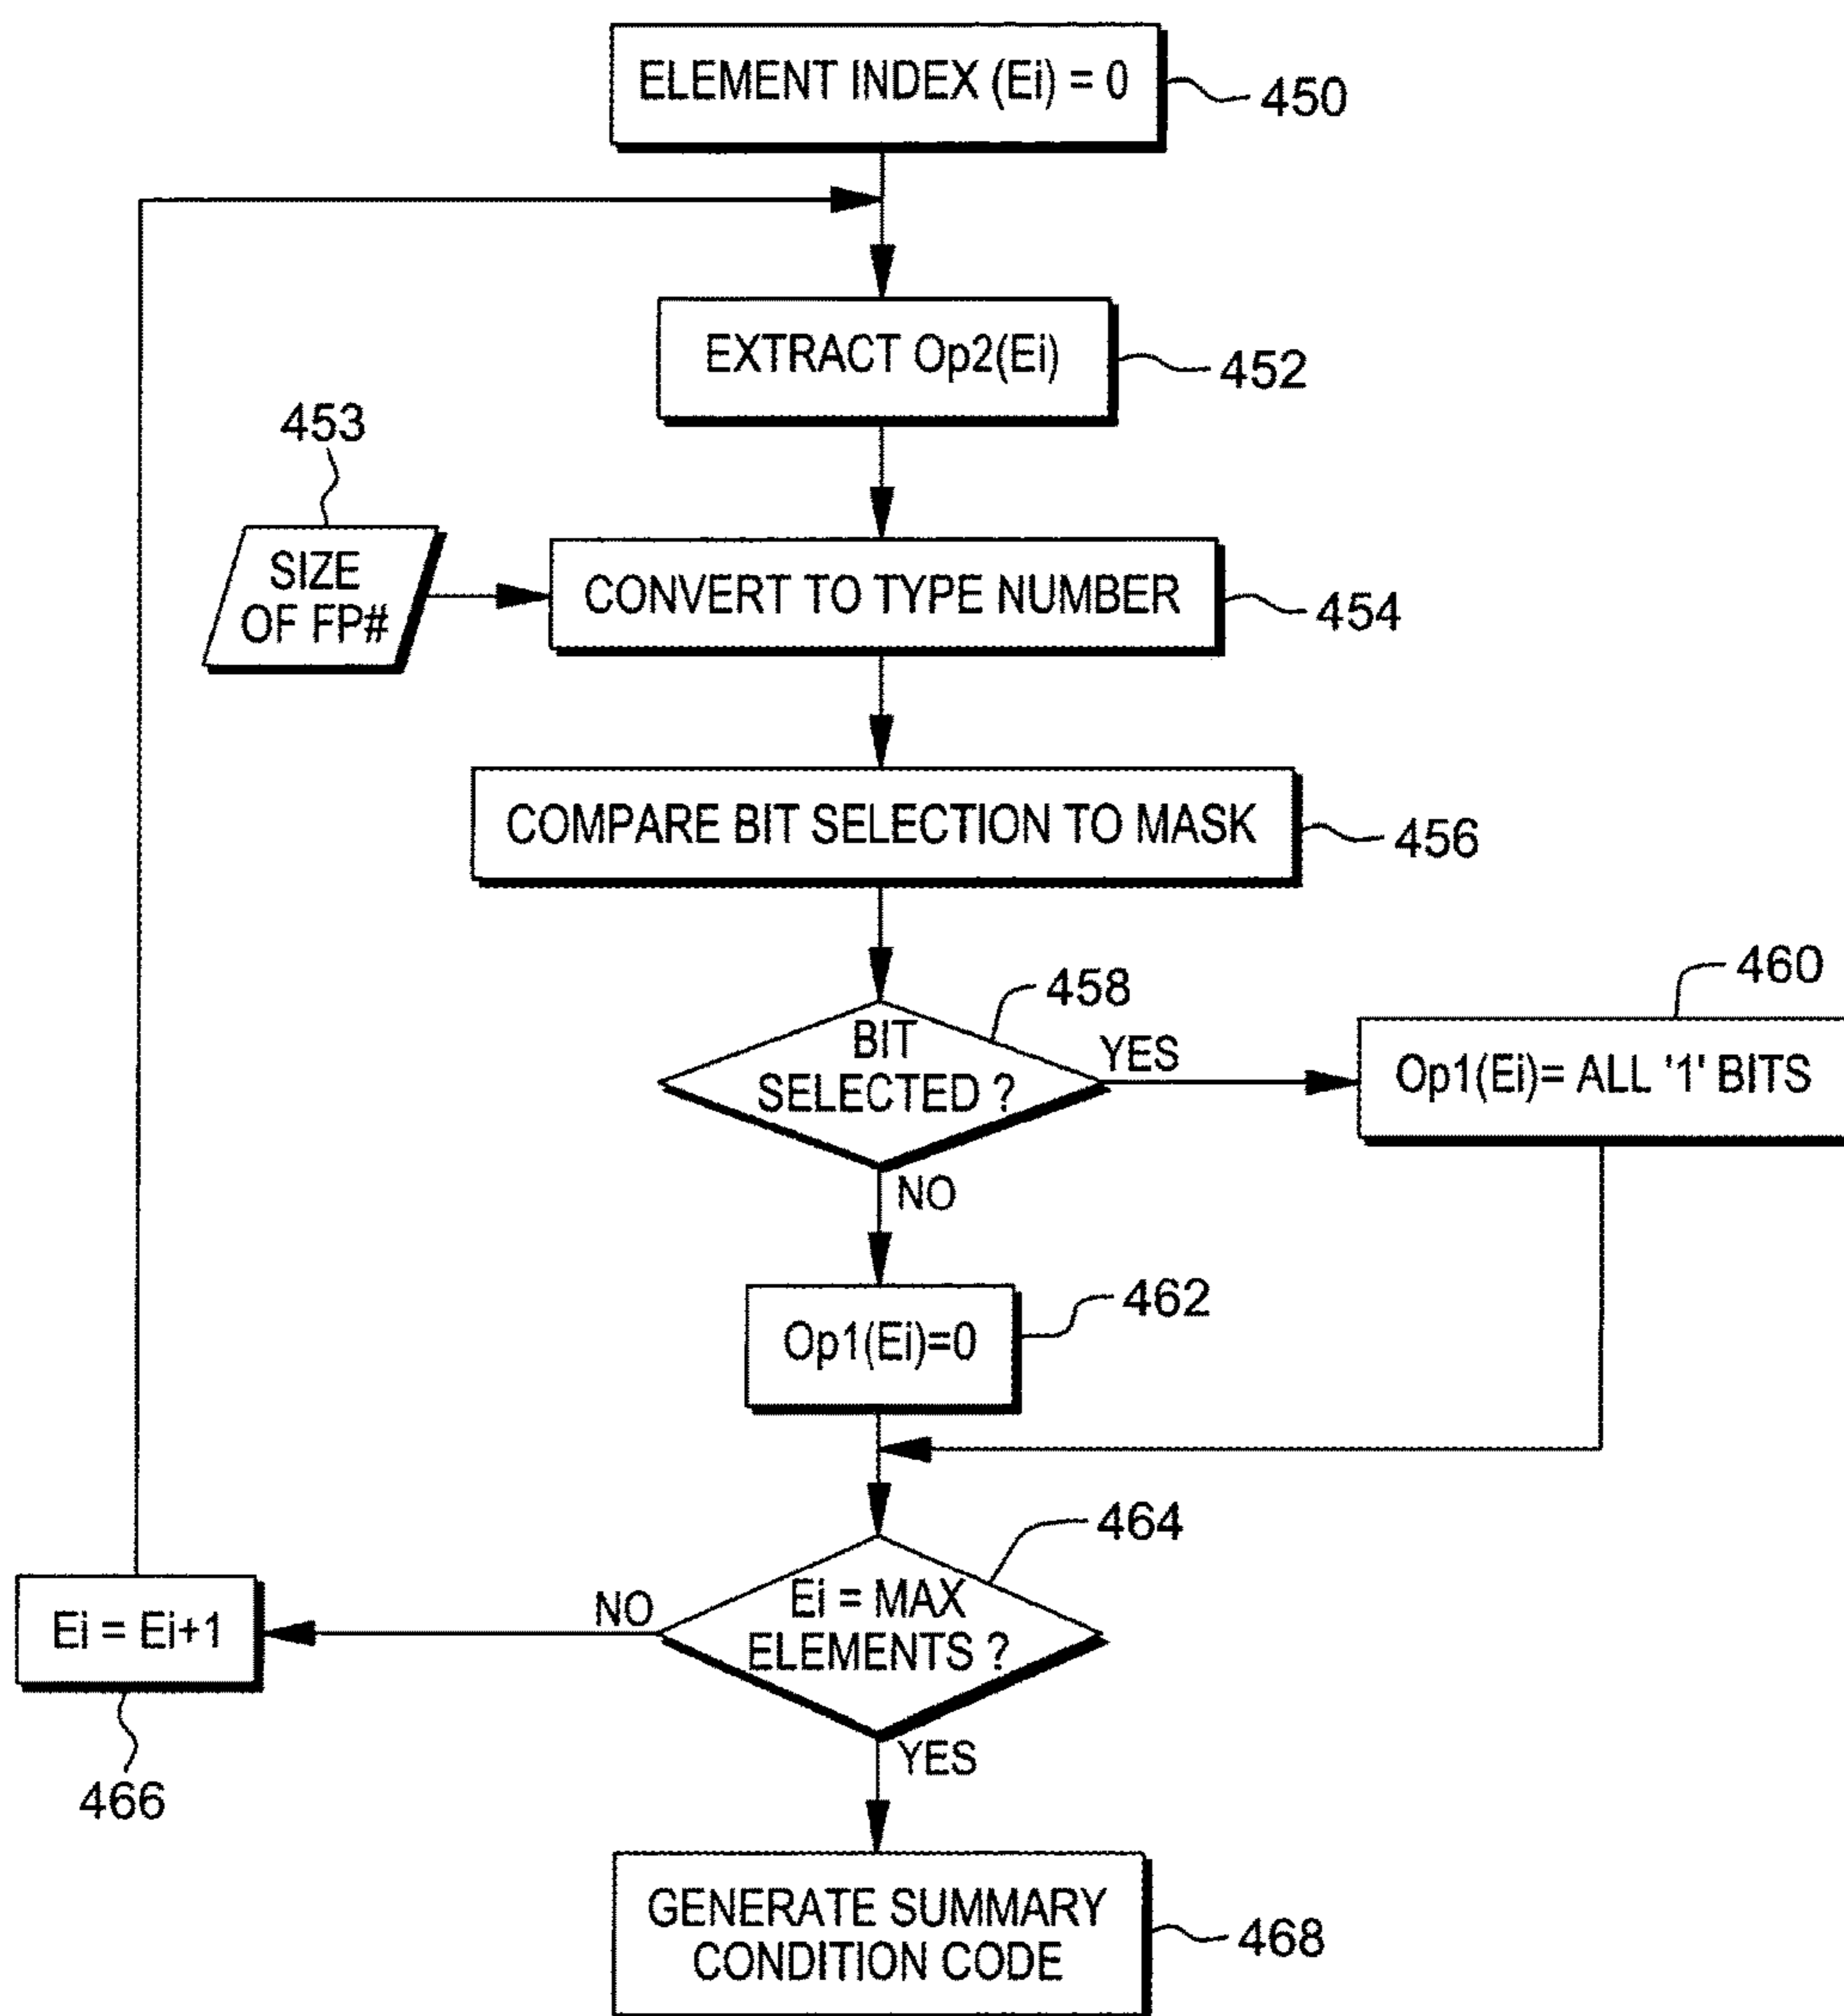 ELEMENT INDEX (Ei) = 0
450
EXTRACT Op2(Ei)
452
453
SIZE
OF FP#
CONVERT TO TYPE NUMBER
454
COMPARE BIT SELECTION TO MASK
456
458
BIT
SELECTED ?
YES
460
Op1(Ei)= ALL '1' BITS
NO
462
Op1(Ei)=0
464
Ei = MAX
ELEMENTS ?
NO
Ei = Ei+1
466
YES
GENERATE SUMMARY
CONDITION CODE
468